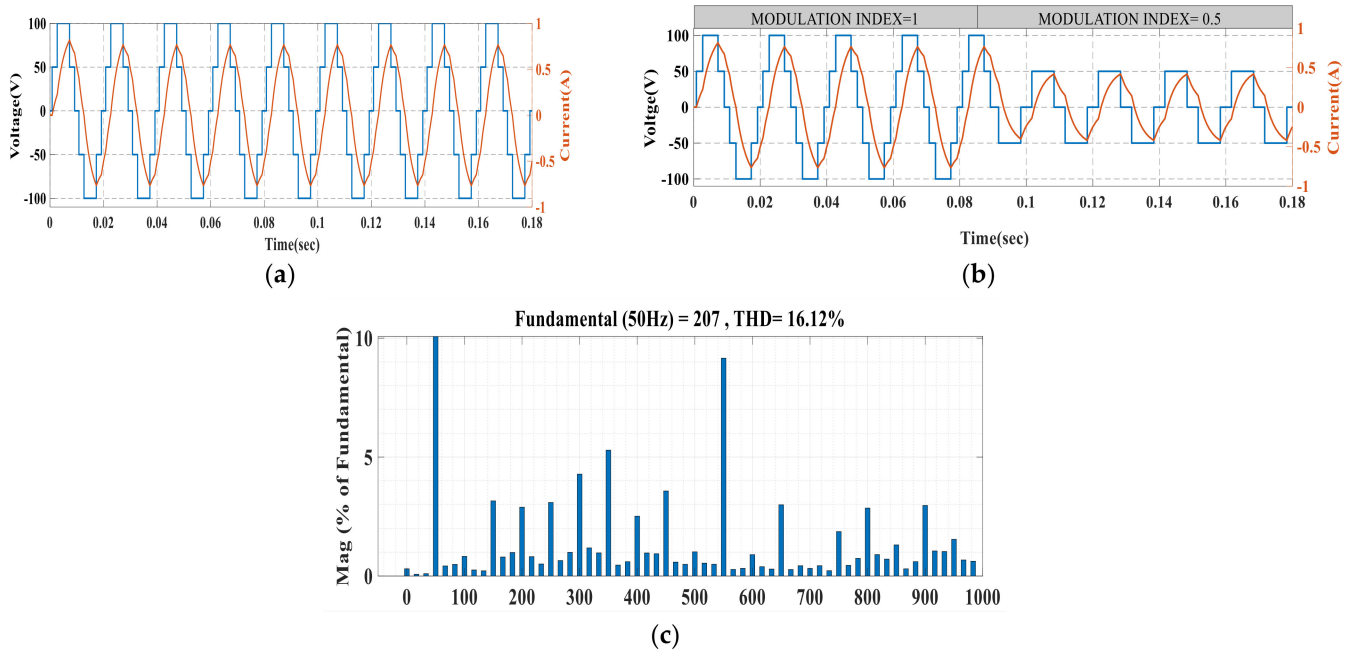 100
50
0
-50
-100
Voltage(V)
1
0.5
0
-0.5
-1
Current(A)
0 0.02 0.04 0.06 0.08 0.1 0.12 0.14 0.16 0.18
Time(sec)
(a)
MODULATION INDEX=1 MODULATION INDEX= 0.5
100
50
0
-50
-100
Voltge(V)
1
0.5
0
-0.5
-1
Current(A)
0 0.02 0.04 0.06 0.08 0.1 0.12 0.14 0.16 0.18
Time(sec)
(b)
Fundamental (50Hz) = 207 , THD= 16.12%
10
5
0
Mag (% of Fundamental)
0 100 200 300 400 500 600 700 800 900 1000
(c)